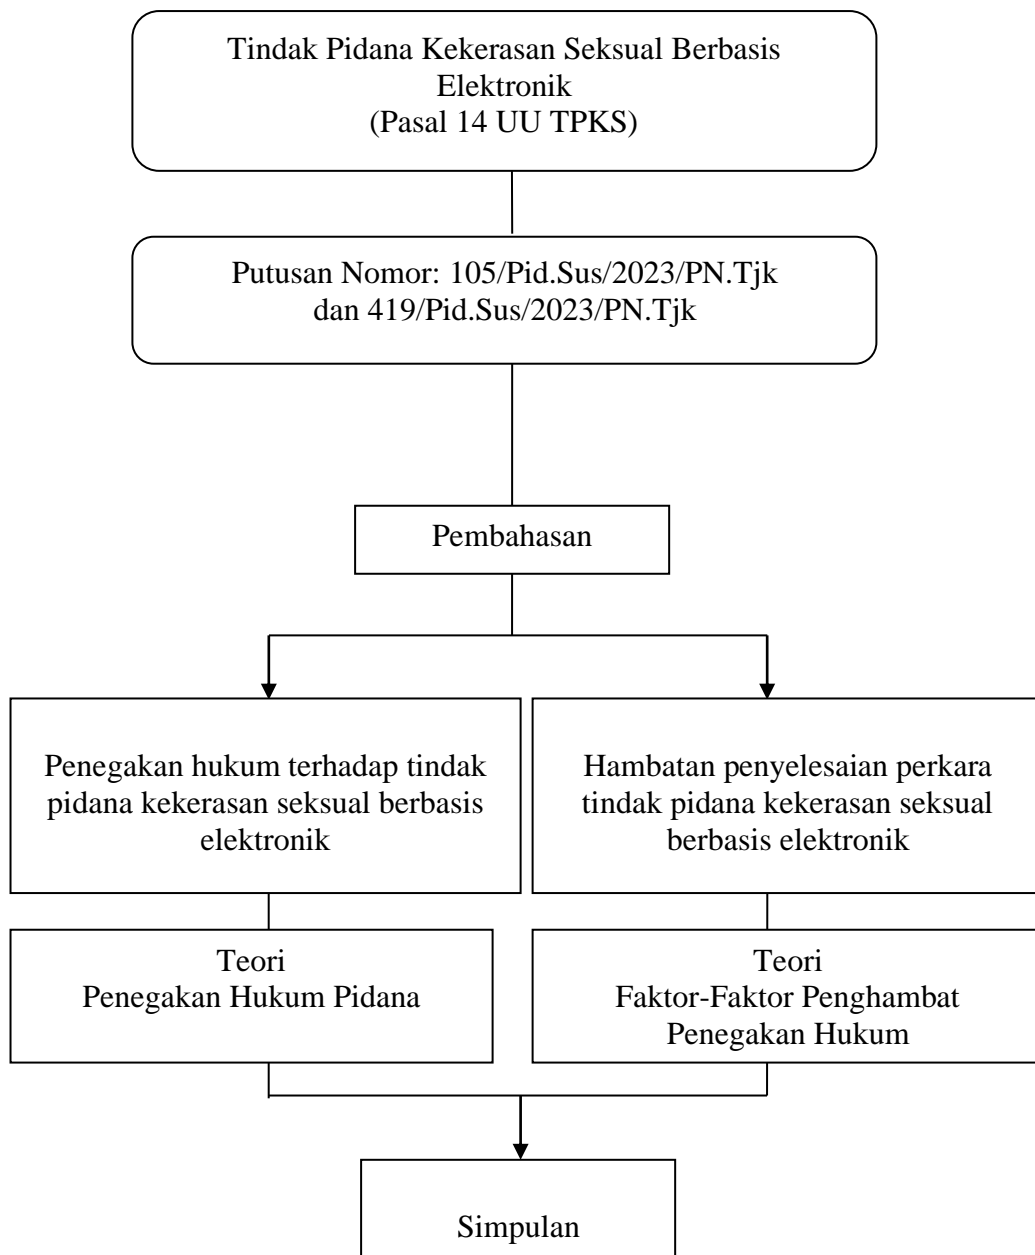 Tindak Pidana Kekerasan Seksual Berbasis
Elektronik
(Pasal 14 UU TPKS)
Putusan Nomor: 105/Pid.Sus/2023/PN.Tjk
dan 419/Pid.Sus/2023/PN.Tjk
Pembahasan
Penegakan hukum terhadap tindak
pidana kekerasan seksual berbasis
elektronik
Hambatan penyelesaian perkara
tindak pidana kekerasan seksual
berbasis elektronik
Teori
Penegakan Hukum Pidana
Teori
Faktor-Faktor Penghambat
Penegakan Hukum
Simpulan